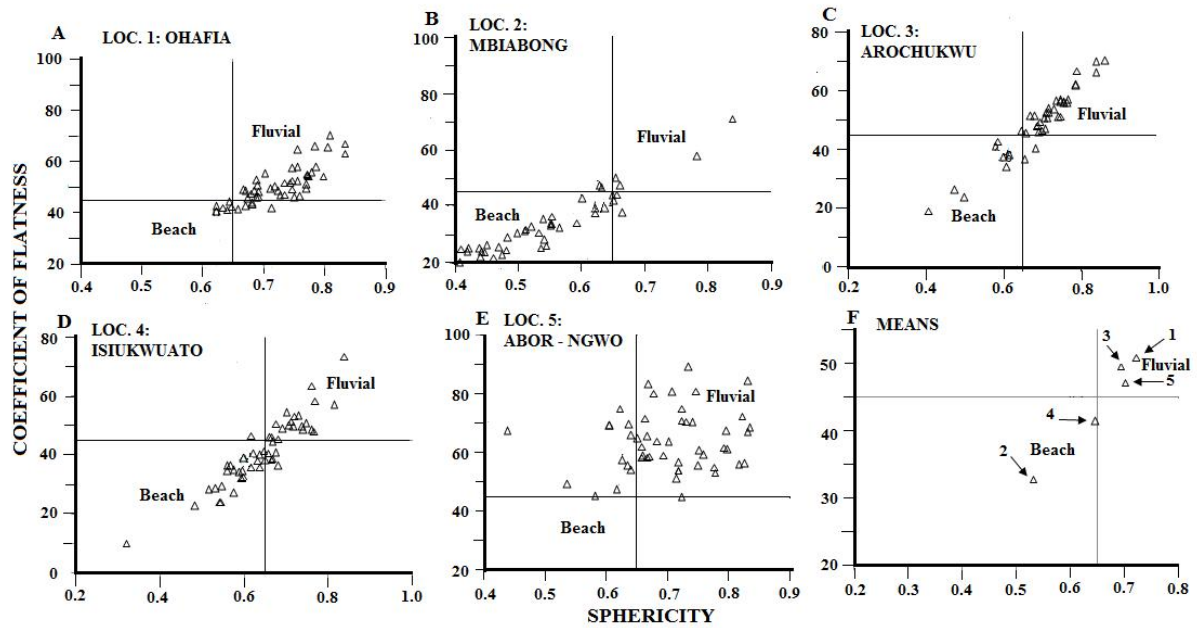 A
LOC. 1: OHAFIA
100
80
60
40
20
0.4 0.5 0.6 0.7 0.8 0.9
Fluvial
Beach
B
LOC. 2:
MBIABONG
100
80
60
40
20
0.4 0.5 0.6 0.7 0.8 0.9
Fluvial
Beach
C
LOC. 3:
AROCHUKWU
80
60
40
20
0
0.2 0.4 0.6 0.8 1.0
Fluvial
Beach
COEFFICIENT OF FLATNESS
D
LOC. 4:
ISIUKWUATO
80
60
40
20
0
0.2 0.4 0.6 0.8 1.0
Fluvial
Beach
E
LOC. 5:
ABOR - NGWO
100
80
60
40
20
0.4 0.5 0.6 0.7 0.8 0.9
Fluvial
Beach
F
MEANS
50
40
30
20
0.2 0.3 0.4 0.5 0.6 0.7 0.8
3 1
Fluvial
5
4
Beach
2
SPHERICITY